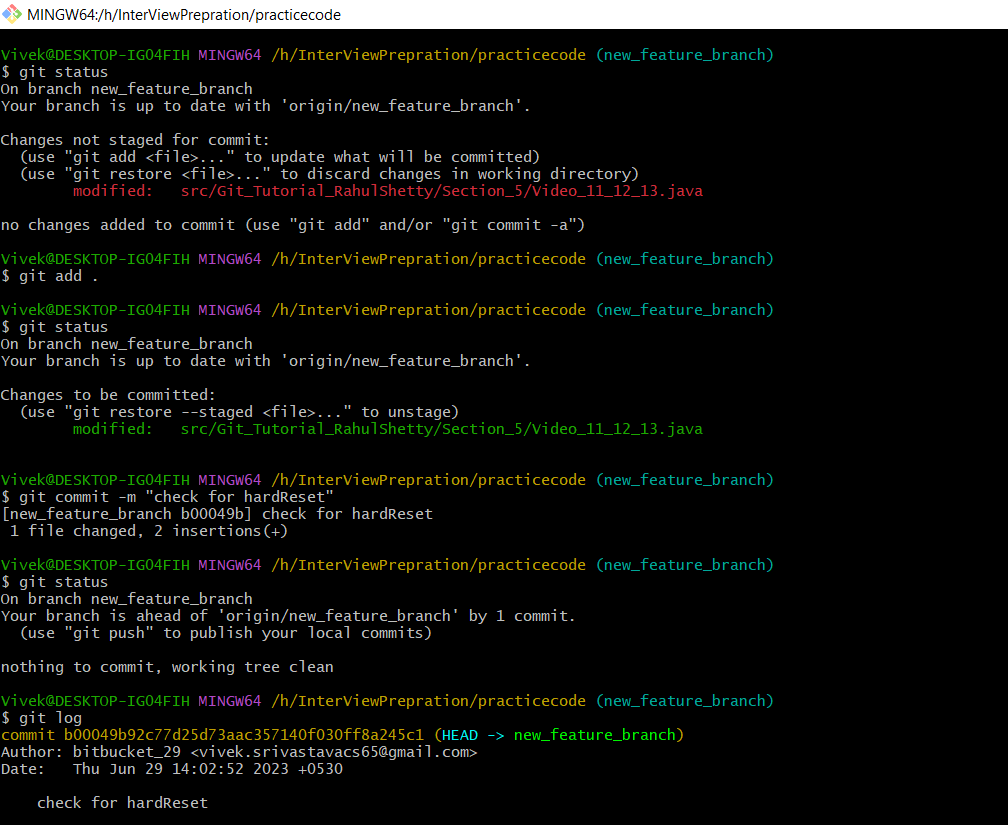 MINGW64:/h/InterViewPrepration/practicecode
Vivek@DESKTOP-IGO4FIH MINGW64 /h/InterViewPrepration/practicecode (new_feature_branch)
$ git status
On branch new_feature_branch
Your branch is up to date with 'origin/new_feature_branch'.
Changes not staged for commit:
  (use "git add <file>..." to update what will be committed)
  (use "git restore <file>..." to discard changes in working directory)
        modified:   src/Git_Tutorial_RahulShetty/Section_5/Video_11_12_13.java
no changes added to commit (use "git add" and/or "git commit -a")
Vivek@DESKTOP-IGO4FIH MINGW64 /h/InterViewPrepration/practicecode (new_feature_branch)
$ git add .
Vivek@DESKTOP-IGO4FIH MINGW64 /h/InterViewPrepration/practicecode (new_feature_branch)
$ git status
On branch new_feature_branch
Your branch is up to date with 'origin/new_feature_branch'.
Changes to be committed:
  (use "git restore --staged <file>..." to unstage)
        modified:   src/Git_Tutorial_RahulShetty/Section_5/Video_11_12_13.java
Vivek@DESKTOP-IGO4FIH MINGW64 /h/InterViewPrepration/practicecode (new_feature_branch)
$ git commit -m "check for hardReset"
[new_feature_branch b00049b] check for hardReset
 1 file changed, 2 insertions(+)
Vivek@DESKTOP-IGO4FIH MINGW64 /h/InterViewPrepration/practicecode (new_feature_branch)
$ git status
On branch new_feature_branch
Your branch is ahead of 'origin/new_feature_branch' by 1 commit.
  (use "git push" to publish your local commits)
nothing to commit, working tree clean
Vivek@DESKTOP-IGO4FIH MINGW64 /h/InterViewPrepration/practicecode (new_feature_branch)
$ git log
commit b00049b92c77d25d73aac357140f030ff8a245c1 (HEAD -> new_feature_branch)
Author: bitbucket_29 <vivek.srivastavacs65@gmail.com>
Date:   Thu Jun 29 14:02:52 2023 +0530
    check for hardReset